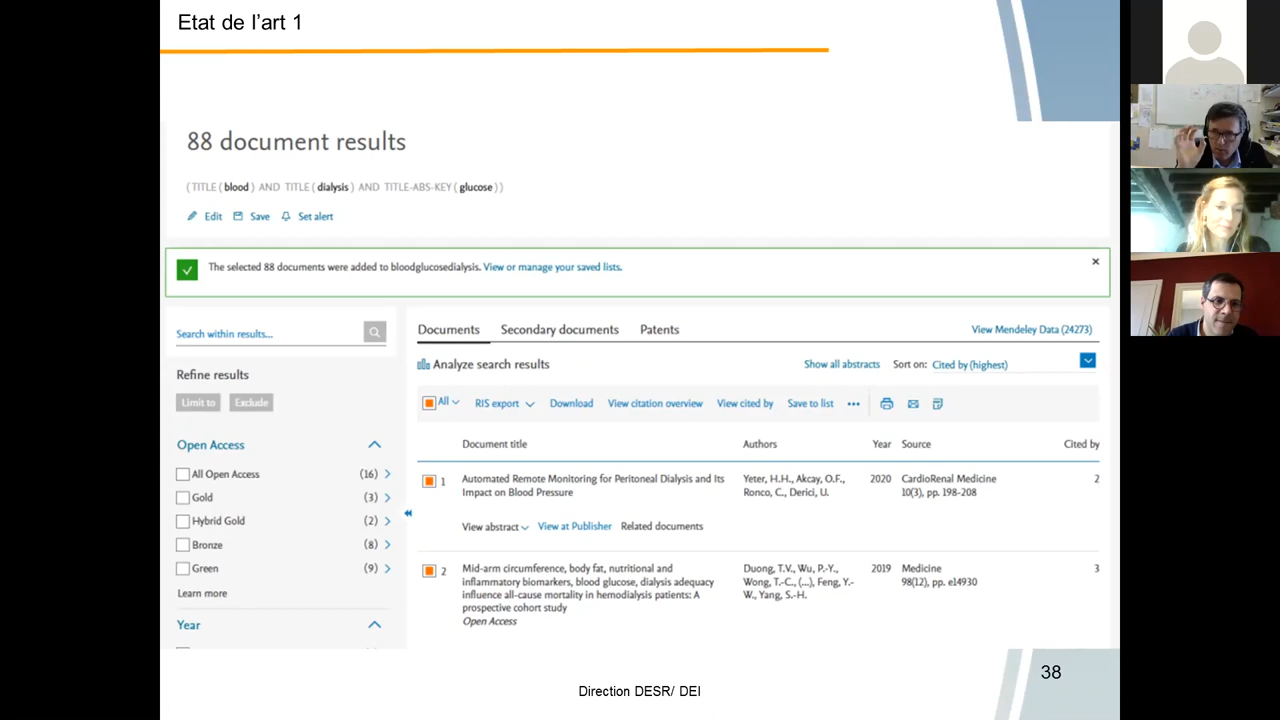 Etat de l’art 1
88 document results
( TITLE ( blood ) AND TITLE ( dialysis ) AND TITLE-ABS-KEY ( glucose ) )
Edit Save Set alert
The selected 88 documents were added to bloodglucosedialysis. View or manage your saved lists.
Search within results...
Refine results
Limit to Exclude
Open Access
All Open Access (16)
Gold (3)
Hybrid Gold (2)
Bronze (8)
Green (9)
Learn more
Year
Documents Secondary documents Patents View Mendeley Data (24273)
Analyze search results Show all abstracts Sort on: Cited by (highest)
All RIS export Download View citation overview View cited by Save to list •••
Document title Authors Year Source Cited by
1 Automated Remote Monitoring for Peritoneal Dialysis and Its
Impact on Blood Pressure
Yeter, H.H., Akcay, O.F.,
Ronco, C., Derici, U.
2020 CardioRenal Medicine
10(3), pp. 198-208
2
View abstract View at Publisher Related documents
2 Mid-arm circumference, body fat, nutritional and
inflammatory biomarkers, blood glucose, dialysis adequacy
influence all-cause mortality in hemodialysis patients: A
prospective cohort study
Open Access
Duong, T.V., Wu, P.-Y.,
Wong, T.-C., (...), Feng, Y.-
W., Yang, S.-H.
2019 Medicine
98(12), pp. e14930
3
38
Direction DESR/ DEI